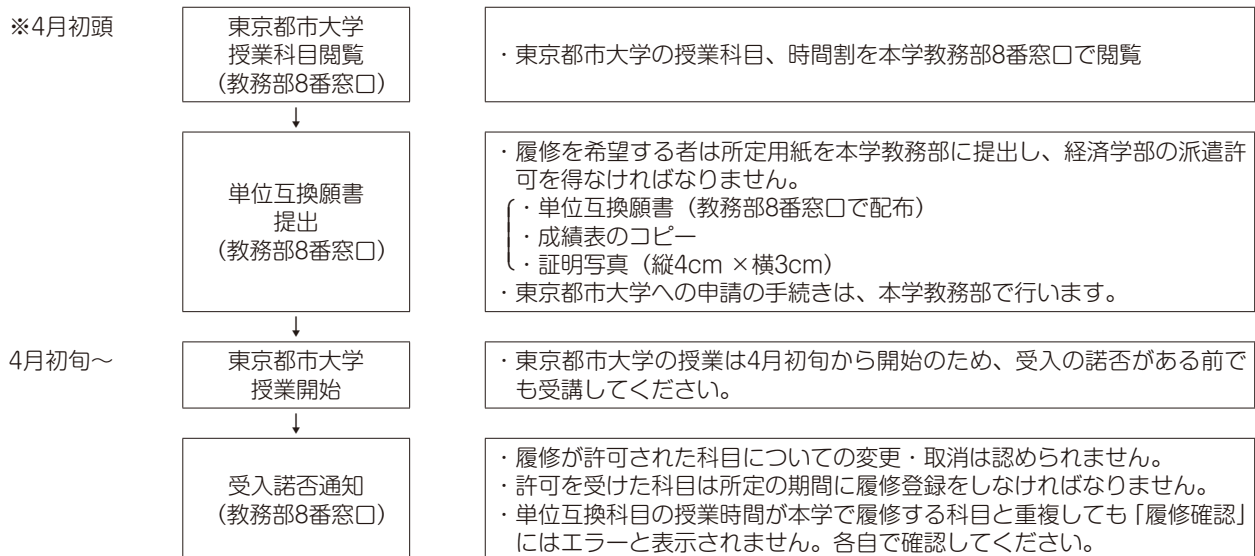 ※4月初頭
東京都市大学
授業科目閲覧
（教務部8番窓口）
・東京都市大学の授業科目、時間割を本学教務部8番窓口で閲覧
↓
単位互換願書
提出
（教務部8番窓口）
・履修を希望する者は所定用紙を本学教務部に提出し、経済学部の派遣許
可を得なければなりません。
・単位互換願書（教務部8番窓口で配布）
・成績表のコピー
・証明写真（縦4cm ×横3cm）
・東京都市大学への申請の手続きは、本学教務部で行います。
↓
4月初旬～
東京都市大学
授業開始
・東京都市大学の授業は4月初旬から開始のため、受入の諾否がある前で
も受講してください。
↓
受入諾否通知
（教務部8番窓口）
・履修が許可された科目についての変更・取消は認められません。
・許可を受けた科目は所定の期間に履修登録をしなければなりません。
・単位互換科目の授業時間が本学で履修する科目と重複しても「履修確認」
にはエラーと表示されません。各自で確認してください。